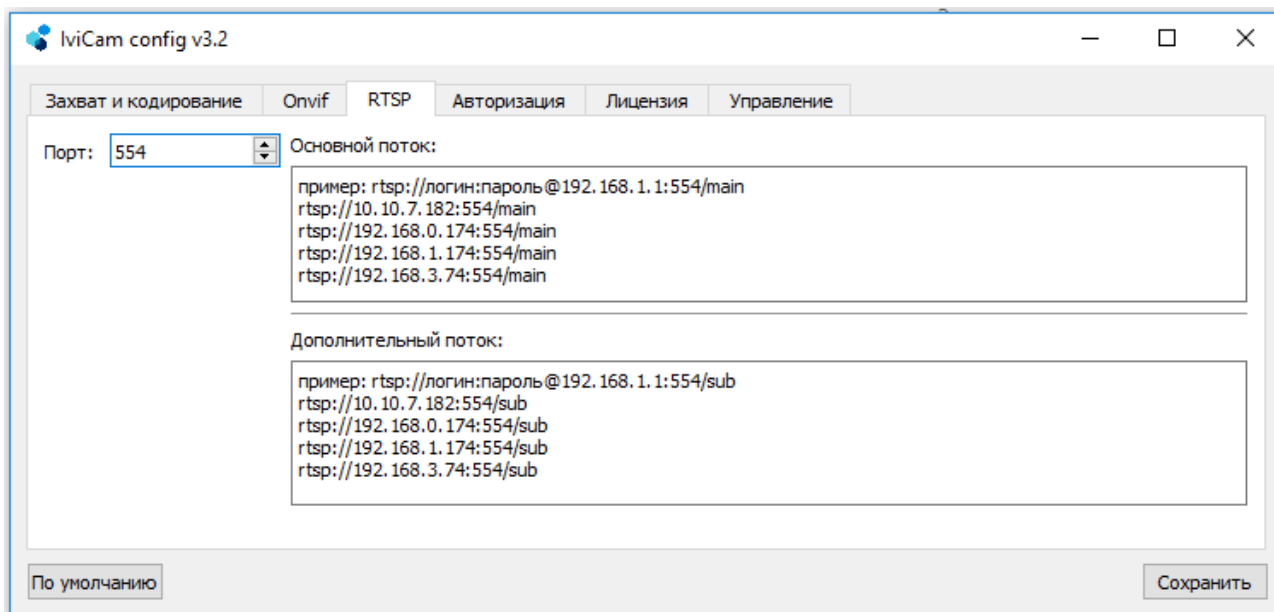 IviCam config v3.2
Захват и кодирование Onvif RTSP Авторизация Лицензия Управление
Порт: 554
Основной поток:
пример: rtsp://логин:пароль@192.168.1.1:554/main
rtsp://10.10.7.182:554/main
rtsp://192.168.0.174:554/main
rtsp://192.168.1.174:554/main
rtsp://192.168.3.74:554/main
Дополнительный поток:
пример: rtsp://логин:пароль@192.168.1.1:554/sub
rtsp://10.10.7.182:554/sub
rtsp://192.168.0.174:554/sub
rtsp://192.168.1.174:554/sub
rtsp://192.168.3.74:554/sub
По умолчанию Сохранить